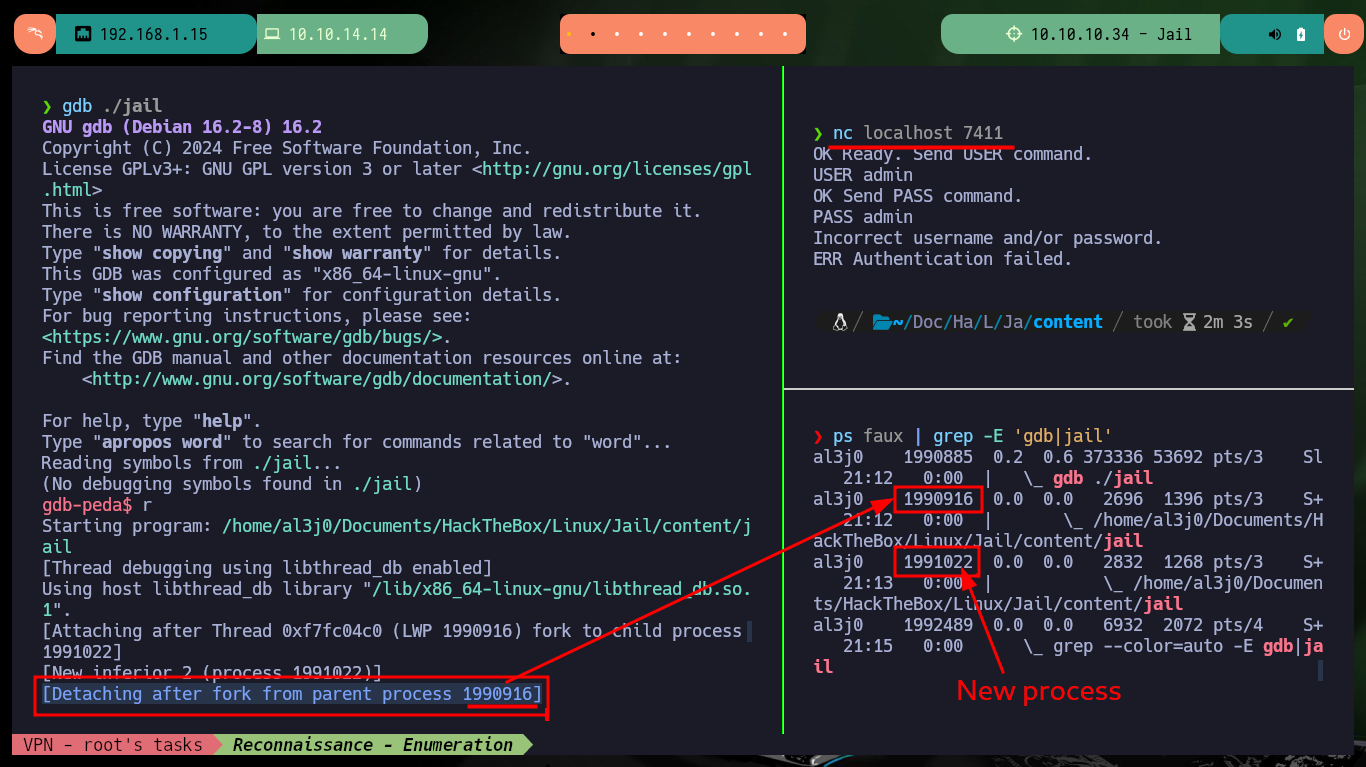 192.168.1.15
10.10.14.14
10.10.10.34 - Jail
❯ gdb ./jail
GNU gdb (Debian 16.2-8) 16.2
Copyright (C) 2024 Free Software Foundation, Inc.
License GPLv3+: GNU GPL version 3 or later <http://gnu.org/licenses/gpl
.html>
This is free software: you are free to change and redistribute it.
There is NO WARRANTY, to the extent permitted by law.
Type "show copying" and "show warranty" for details.
This GDB was configured as "x86_64-linux-gnu".
Type "show configuration" for configuration details.
For bug reporting instructions, please see:
<https://www.gnu.org/software/gdb/bugs/>.
Find the GDB manual and other documentation resources online at:
<http://www.gnu.org/software/gdb/documentation/>.
For help, type "help".
Type "apropos word" to search for commands related to "word"...
Reading symbols from ./jail...
(No debugging symbols found in ./jail)
gdb-peda$ r
Starting program: /home/al3j0/Documents/HackTheBox/Linux/Jail/content/j
ail
[Thread debugging using libthread_db enabled]
Using host libthread_db library "/lib/x86_64-linux-gnu/libthread_db.so.
1".
[Attaching after Thread 0xf7fc04c0 (LWP 1990916) fork to child process
1991022]
[New inferior 2 (process 1991022)]
[Detaching after fork from parent process 1990916]
❯ nc localhost 7411
OK Ready. Send USER command.
USER admin
OK Send PASS command.
PASS admin
Incorrect username and/or password.
ERR Authentication failed.
~/Doc/Ha/L/Ja/content / took 2m 3s / ✔
❯ ps faux | grep -E 'gdb|jail'
al3j0 1990885 0.2 0.6 373336 53692 pts/3 Sl
21:12 0:00 | \_ gdb ./jail
al3j0 1990916 0.0 0.0 2696 1396 pts/3 S+
21:12 0:00 | \_ /home/al3j0/Documents/H
ackTheBox/Linux/Jail/content/jail
al3j0 1991022 0.0 0.0 2832 1268 pts/3 S+
21:13 0:00 | \_ /home/al3j0/Documen
ts/HackTheBox/Linux/Jail/content/jail
al3j0 1992489 0.0 0.0 6932 2072 pts/4 S+
21:15 0:00 \_ grep --color=auto -E gdb|ja
il
New process
VPN - root's tasks
Reconnaissance - Enumeration